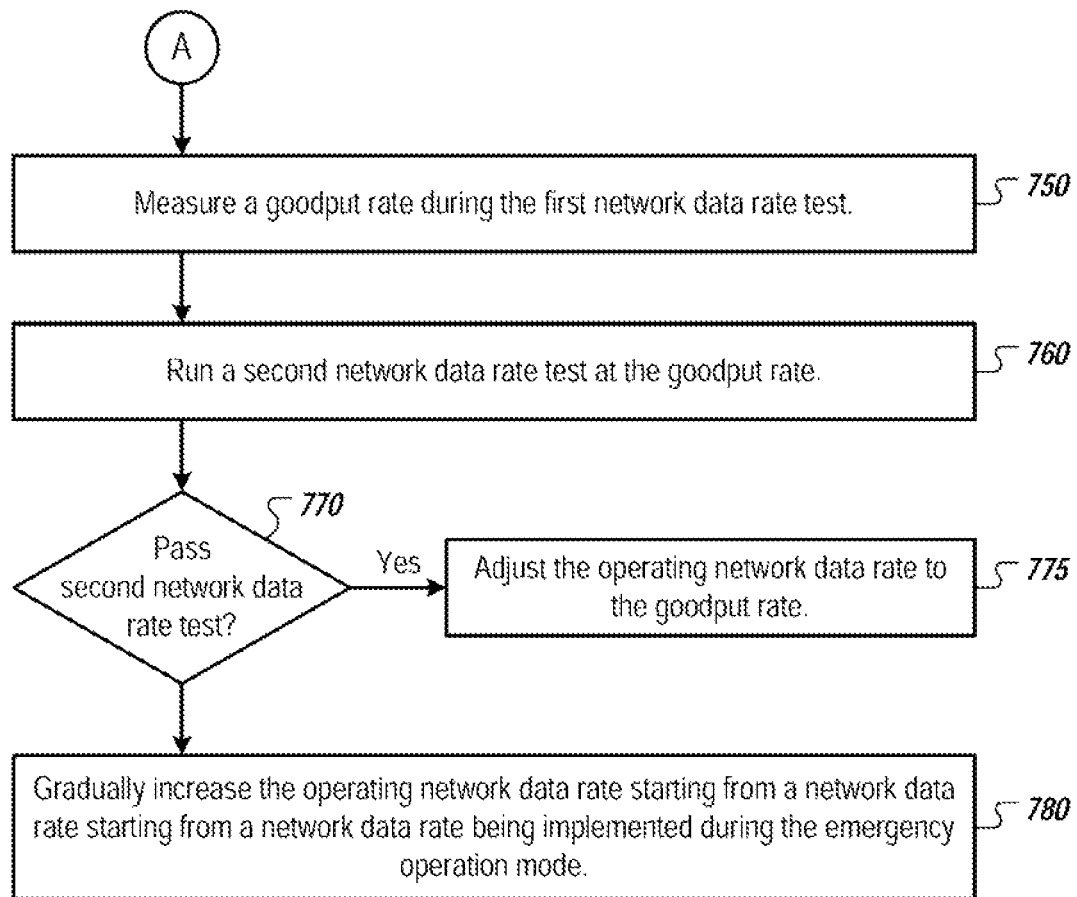 A
Measure a goodput rate during the first network data rate test.
750
Run a second network data rate test at the goodput rate.
760
770
Pass
second network data
rate test?
Yes
Adjust the operating network data rate to
the goodput rate.
775
Gradually increase the operating network data rate starting from a network data
rate starting from a network data rate being implemented during the emergency
operation mode.
780